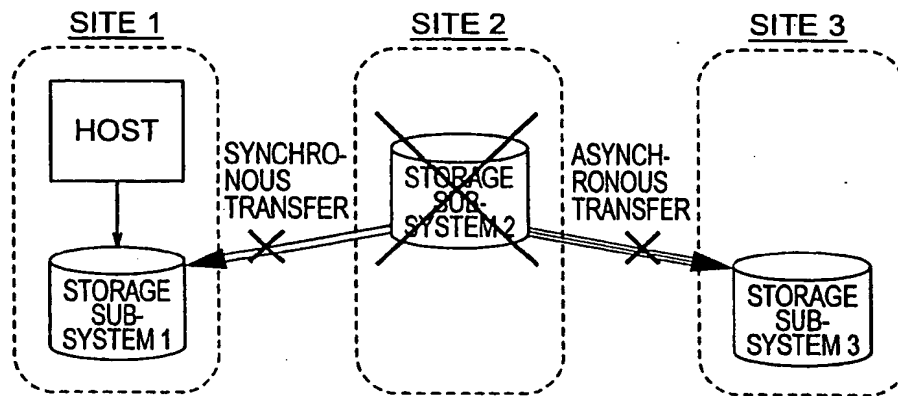 SITE 1
SITE 2
SITE 3
HOST
SYNCHRO-
NOUS
TRANSFER
STORAGE
SUB-
SYSTEM 2
ASYNCH-
RONOUS
TRANSFER
STORAGE
SUB-
SYSTEM 1
STORAGE
SUB-
SYSTEM 3